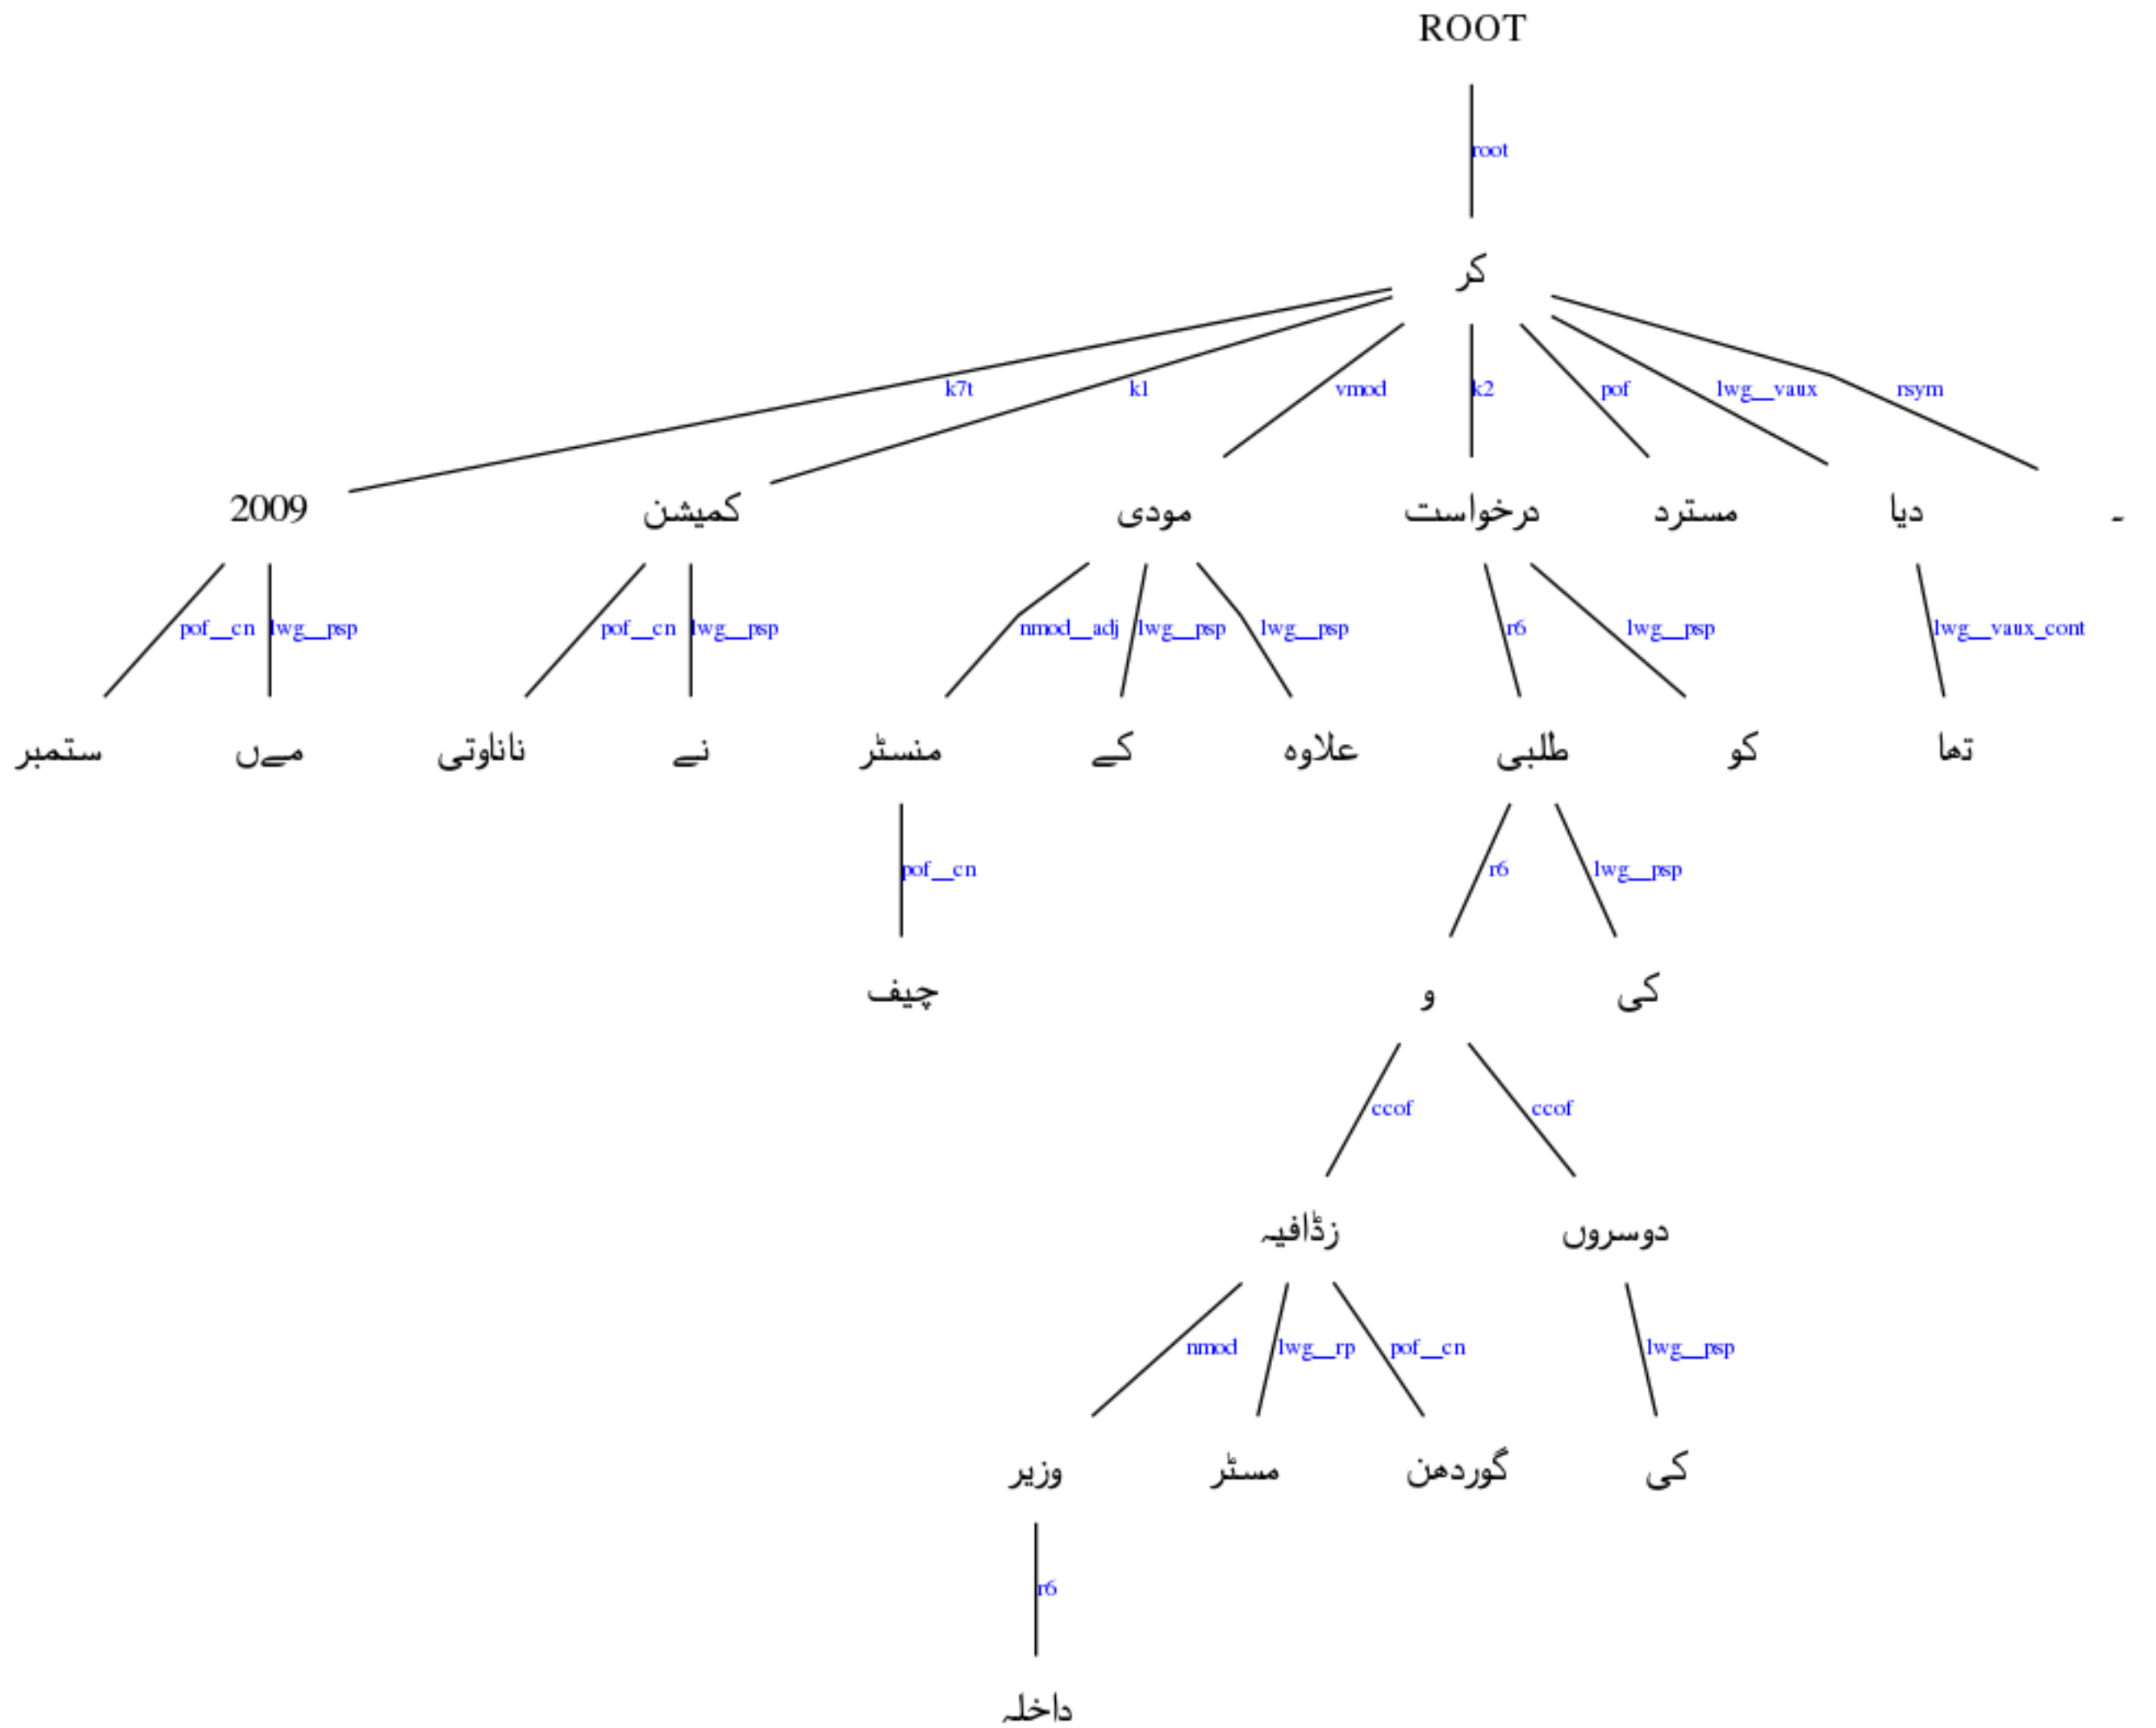 ROOT
root
کر
k7t k1 vmod k2 pof lwg__vaux rsym
2009 کمیشن مودی درخواست مسترد دیا ۔
pof__cn lwg__psp pof__cn lwg__psp nmod__adj lwg__psp lwg__psp r6 lwg__psp lwg__vaux_cont
ستمبر مےں ناناوتی نے منسٹر کے علاوہ طلبی کو تھا
pof__cn r6 lwg__psp
چیف و کی
ccof ccof
زڈافیہ دوسروں
nmod lwg__rp pof__cn lwg__psp
وزیر مسٹر گوردھن کی
r6
داخلہ